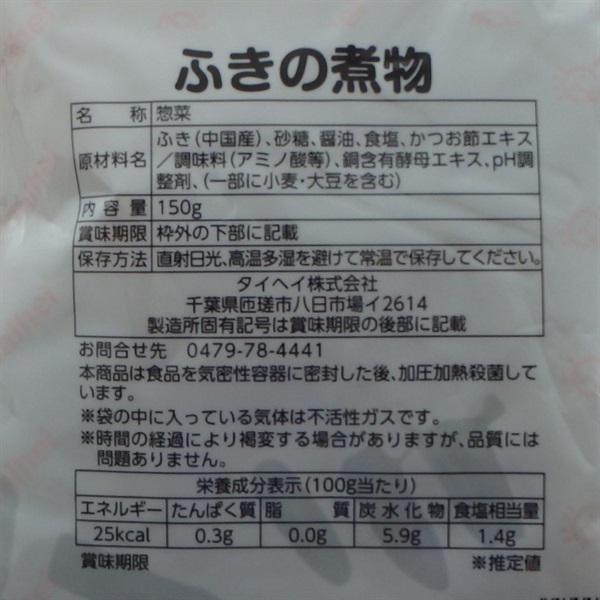 ふきの煮物
名称 惣菜
原材料名 ふき(中国産)、砂糖、醤油、食塩、かつお節エキス
/調味料(アミノ酸等)、銅含有酵母エキス、pH調
整剤、(一部に小麦・大豆を含む)
内容量 150g
賞味期限 枠外の下部に記載
保存方法 直射日光、高温多湿を避けて常温で保存してください。
タイヘイ株式会社
千葉県匝瑳市八日市場イ2614
製造所固有記号は賞味期限の後部に記載
お問合せ先 0479-78-4441
本商品は食品を気密性容器に密封した後、加圧加熱殺菌して
います。
※袋の中に入っている気体は不活性ガスです。
※時間の経過により褐変する場合がありますが、品質には
問題ありません。
栄養成分表示(100g当たり)
エネルギー たんぱく質 脂質 炭水化物 食塩相当量
25kcal 0.3g 0.0g 5.9g 1.4g
賞味期限 ※推定値